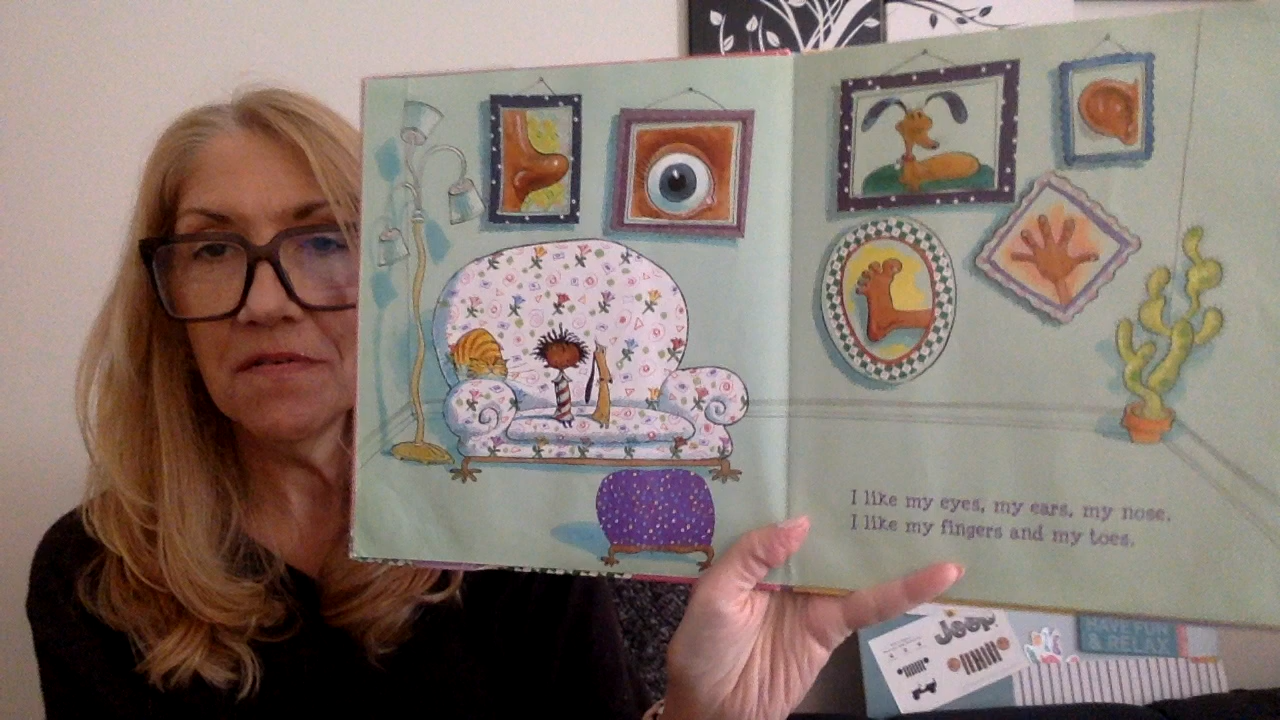 I like my eyes, my ears, my nose.
I like my fingers and my toes.
Jeep
HAVE FUN
& RELAX